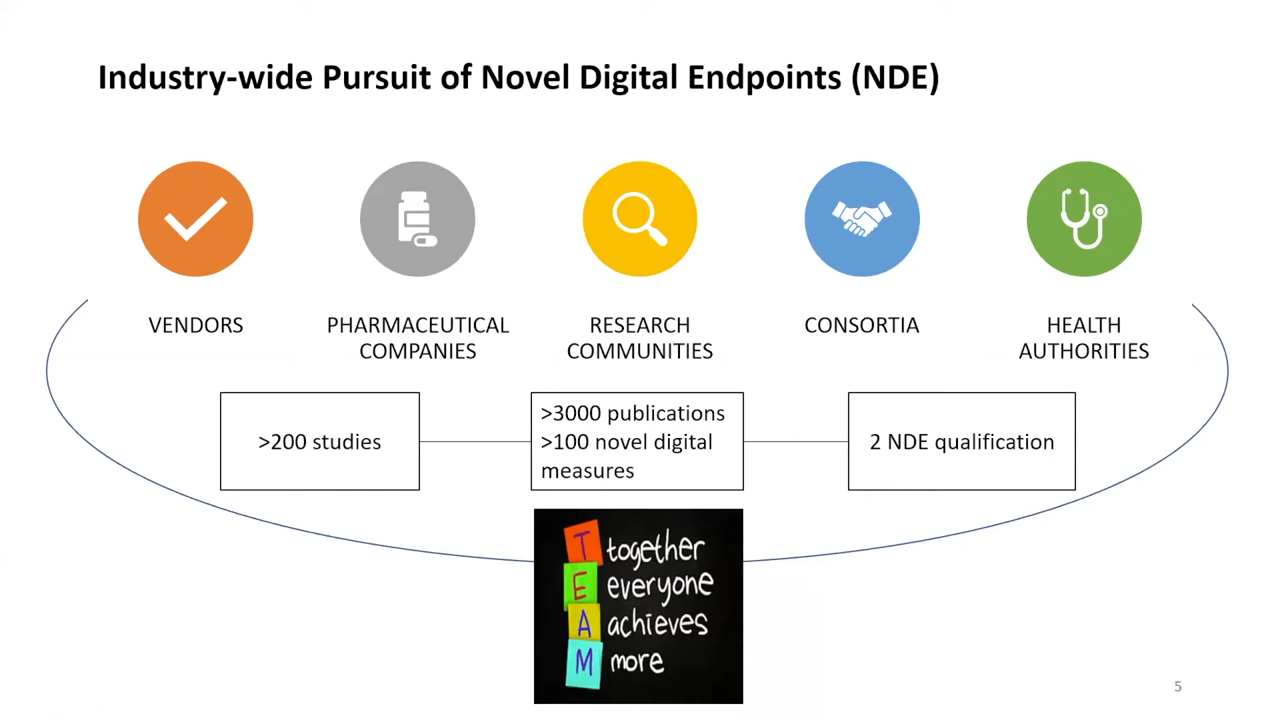 Industry-wide Pursuit of Novel Digital Endpoints (NDE)
VENDORS
PHARMACEUTICAL
COMPANIES
RESEARCH
COMMUNITIES
CONSORTIA
HEALTH
AUTHORITIES
>200 studies
>3000 publications
>100 novel digital
measures
2 NDE qualification
T together
E everyone
A achieves
M more
5